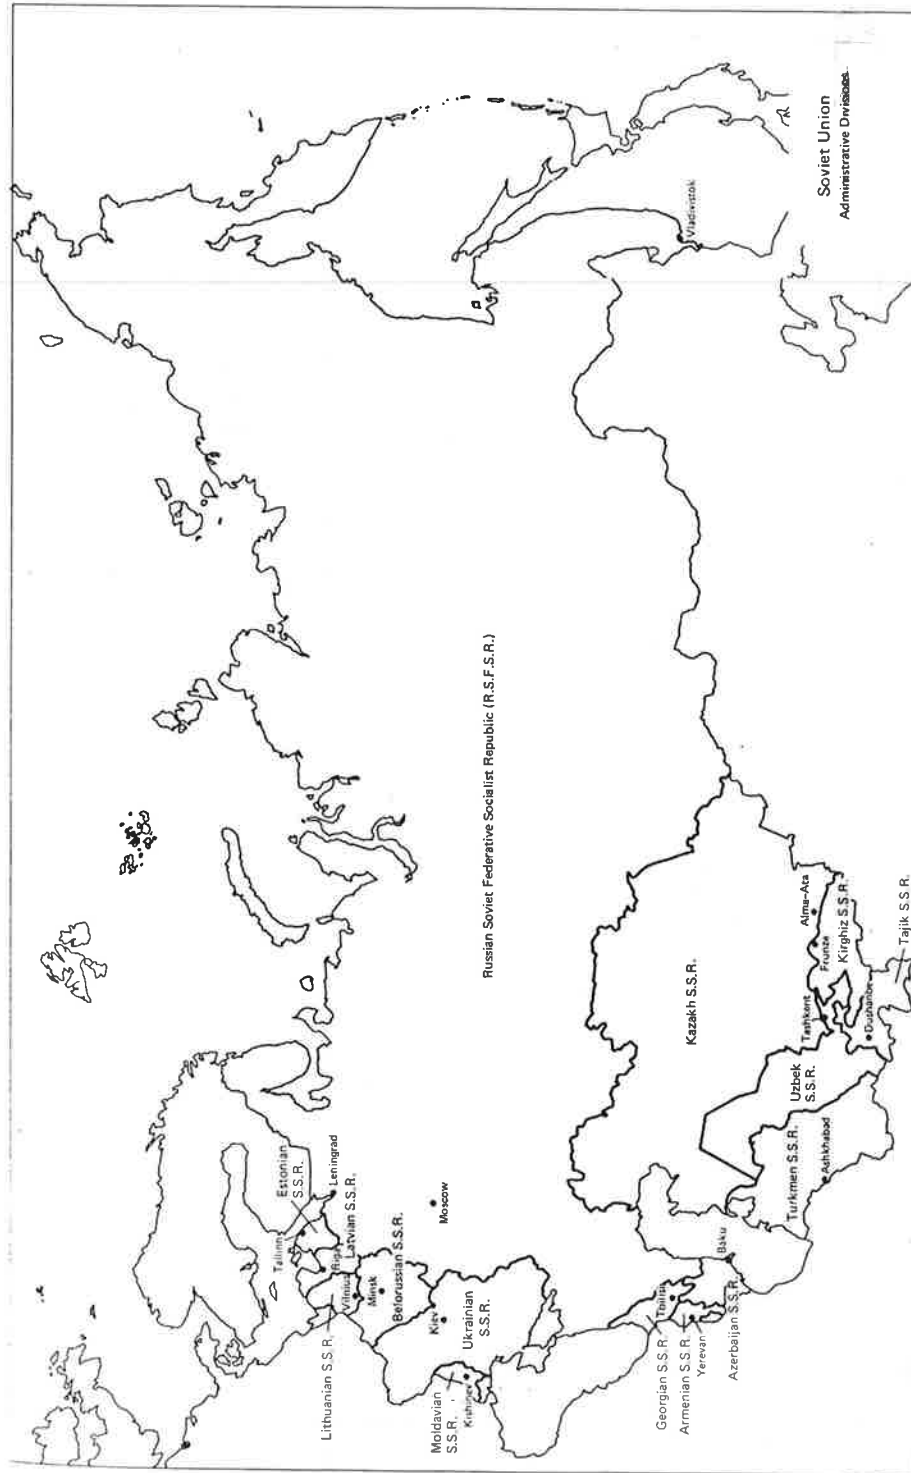 Soviet Union
Administrative Divisions
Russian Soviet Federative Socialist Republic (R.S.F.S.R.)
Vladivistok
Estonian
S.S.R.
Tallinn
Leningrad
Riga
Latvian S.S.R.
Lithuanian S.S.R.
Vilnius
Minsk
Belorussian S.S.R.
Moscow
Kiev
Ukrainian
S.S.R.
Moldavian
S.S.R.
Kishinev
Georgian S.S.R.
Tbilisi
Armenian S.S.R.
Yerevan
Azerbaijan S.S.R.
Baku
Kazakh S.S.R.
Uzbek
S.S.R.
Turkmen S.S.R.
Ashkhabad
Tashkent
Frunze
Alma-Ata
Kirghiz S.S.R.
Dushanbe
Tajik S.S.R.